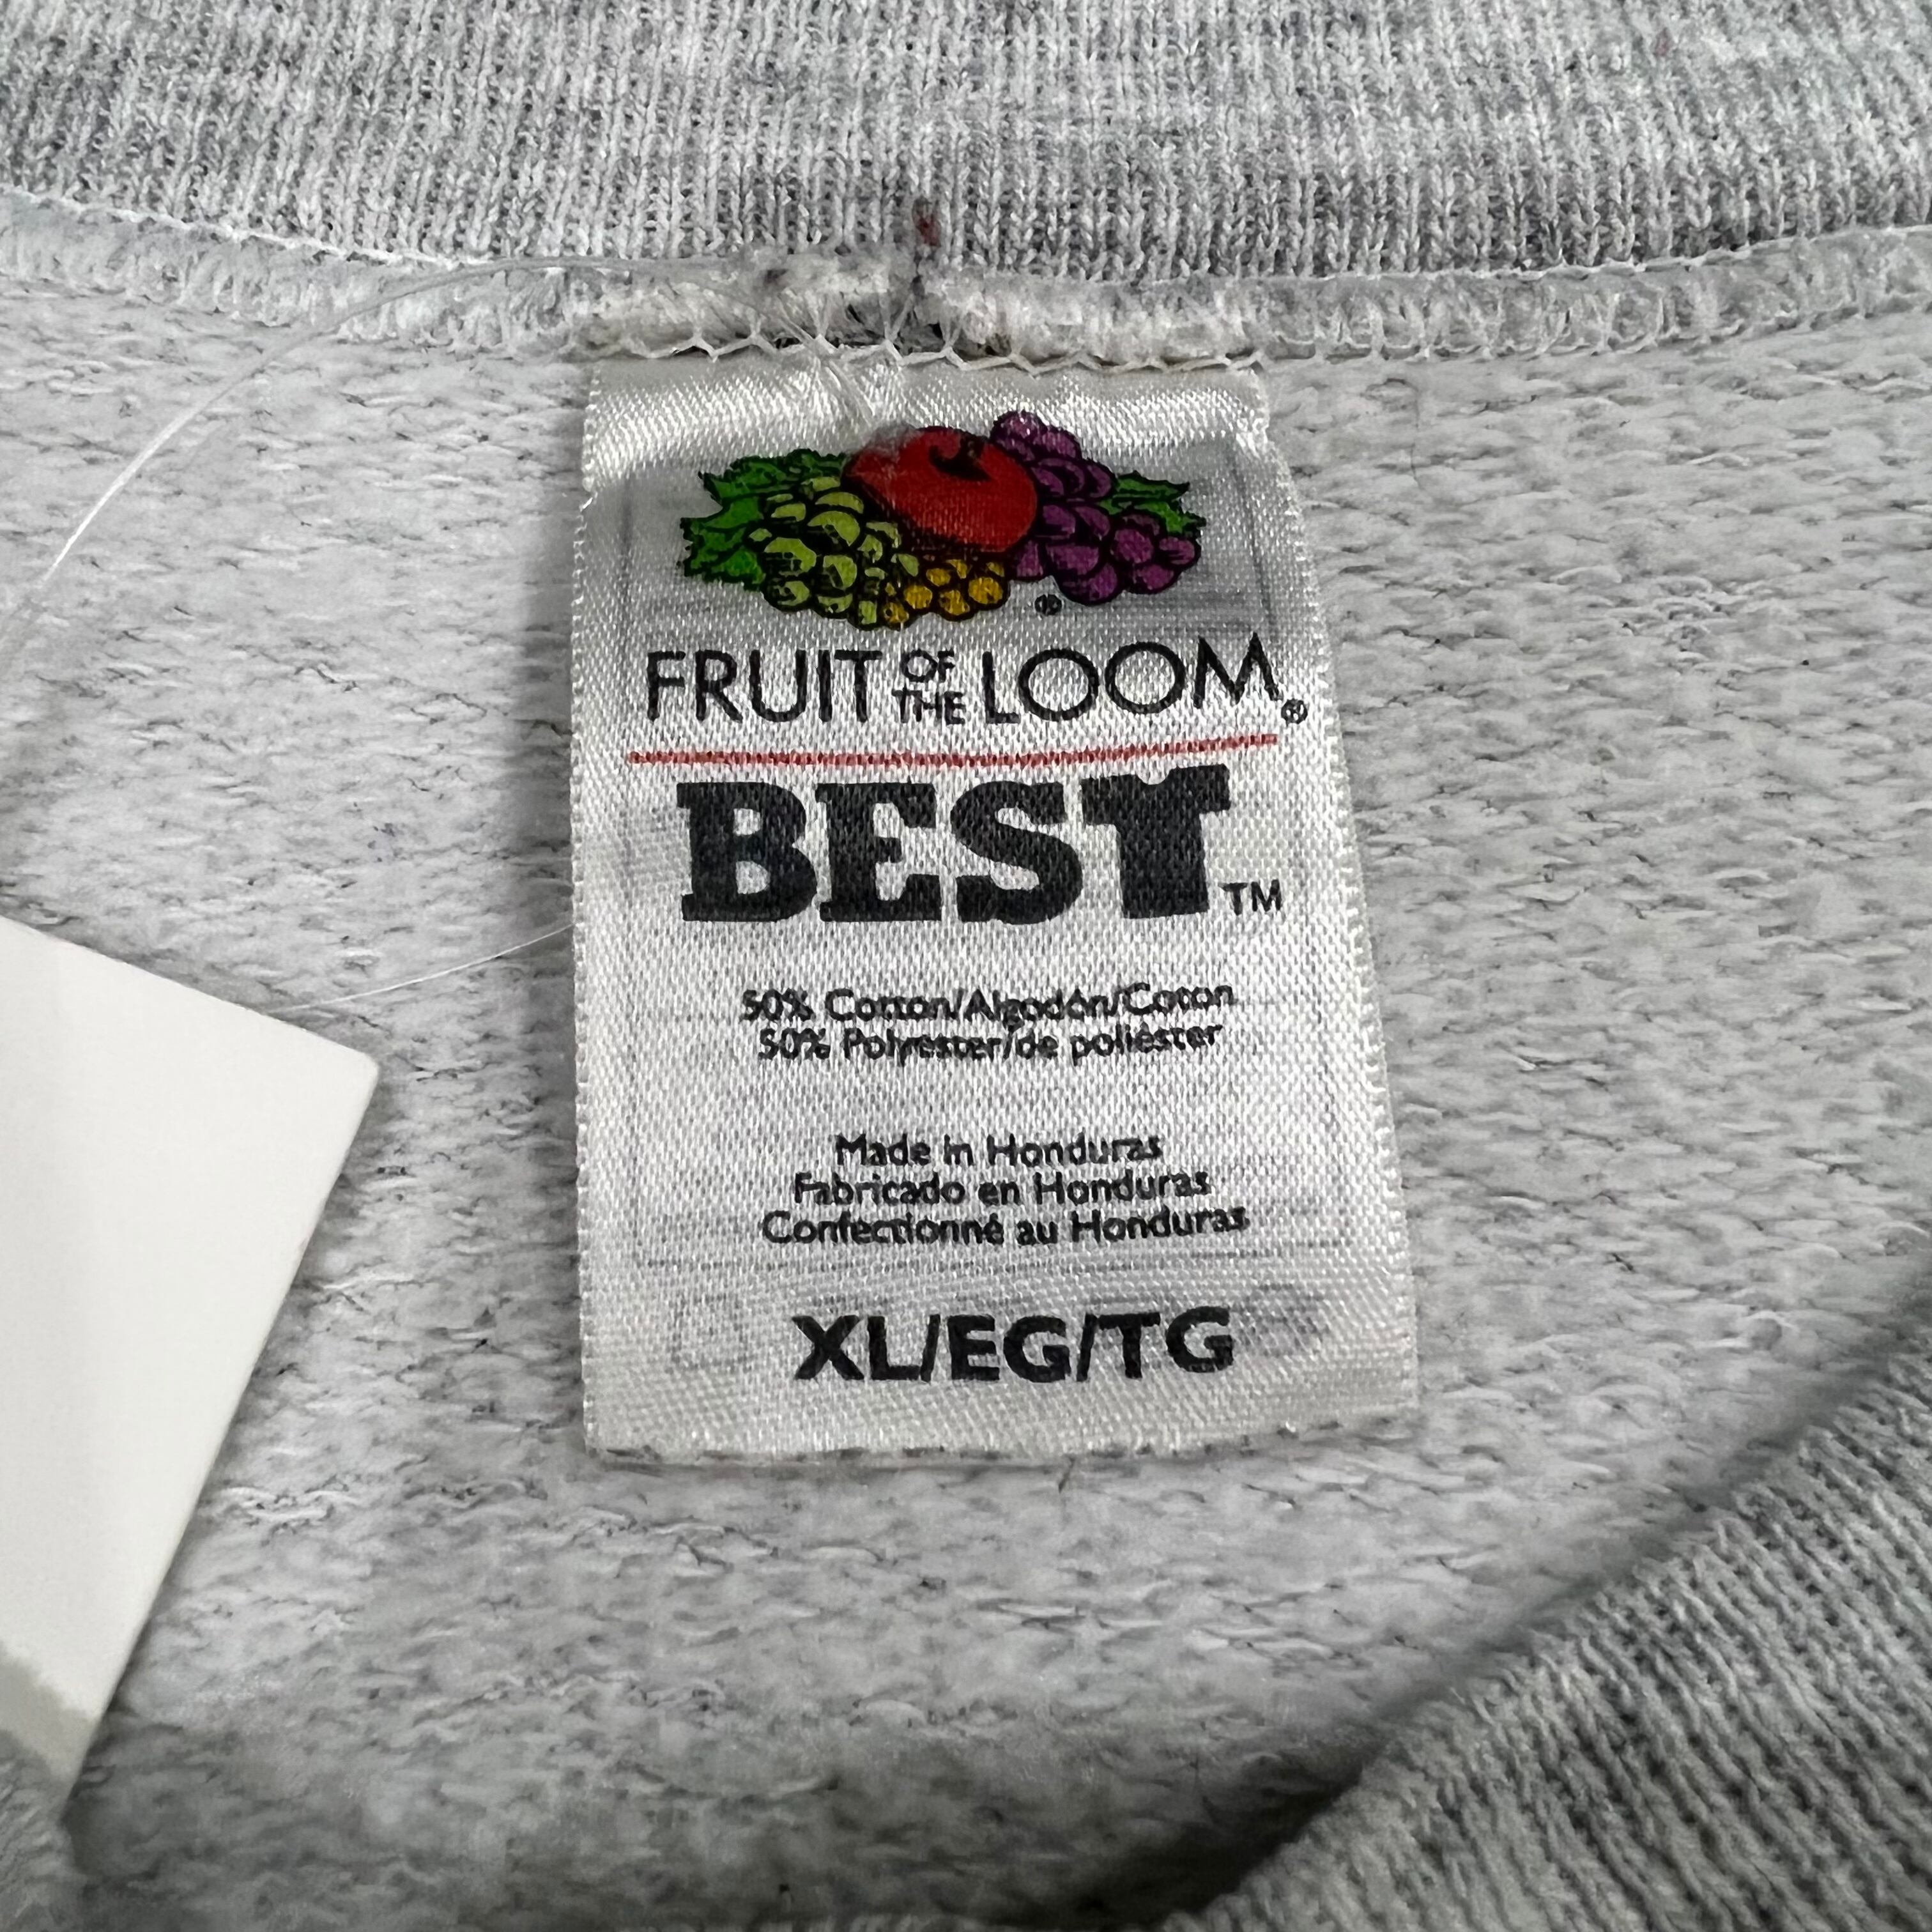 ®
FRUIT OF THE LOOM®
BEST™
50% Cotton/Algodón/Coton
50% Polyester/de poliéster
Made in Honduras
Fabricado en Honduras
Confectionné au Honduras
XL/EG/TG